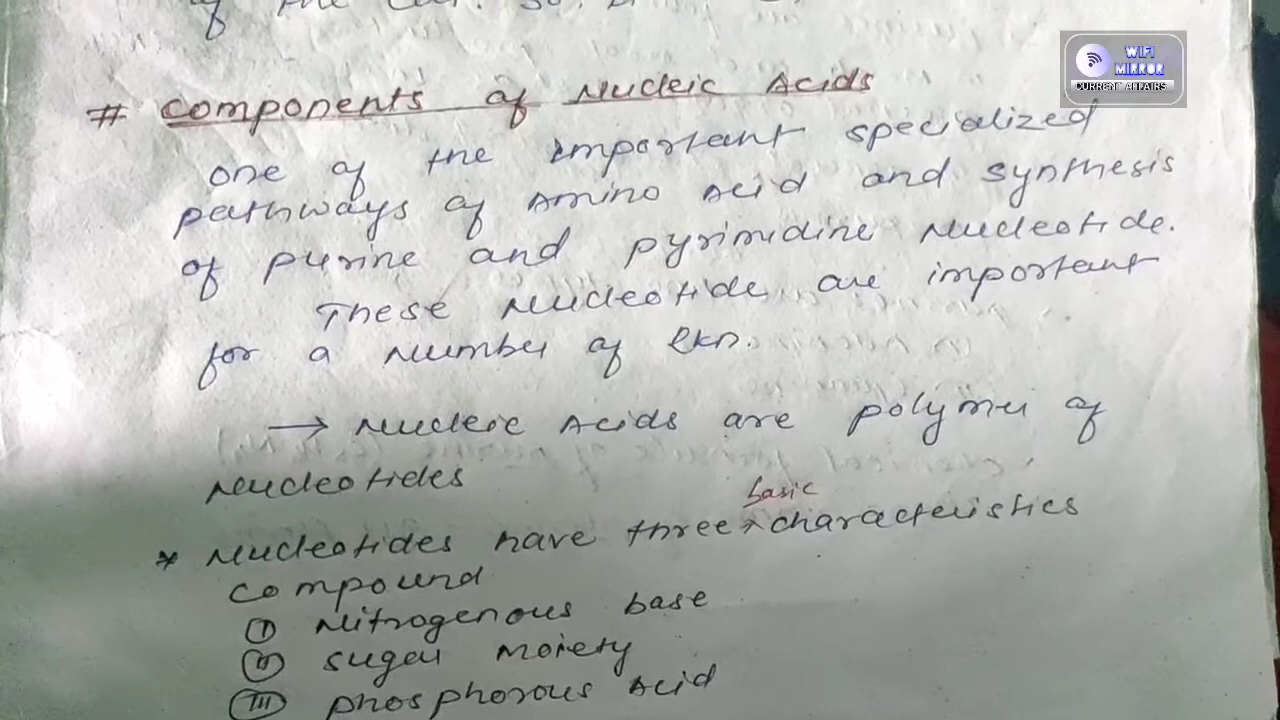 of the
WIFI
MIRROR
CURRENT AFFAIRS
# Components of Nucleic Acids
one of the important specialized
pathways of Amino Acid and synthesis
of purine and pyrimidine Nucleotide.
These Nucleotide are important
for a number of
→ Nucleic Acids are polymer of
Nucleotides
basic
* Nucleotides have three ^ characteristics
compound
(I) Nitrogenous base
(II) sugar moiety
(III) phosphorous Acid